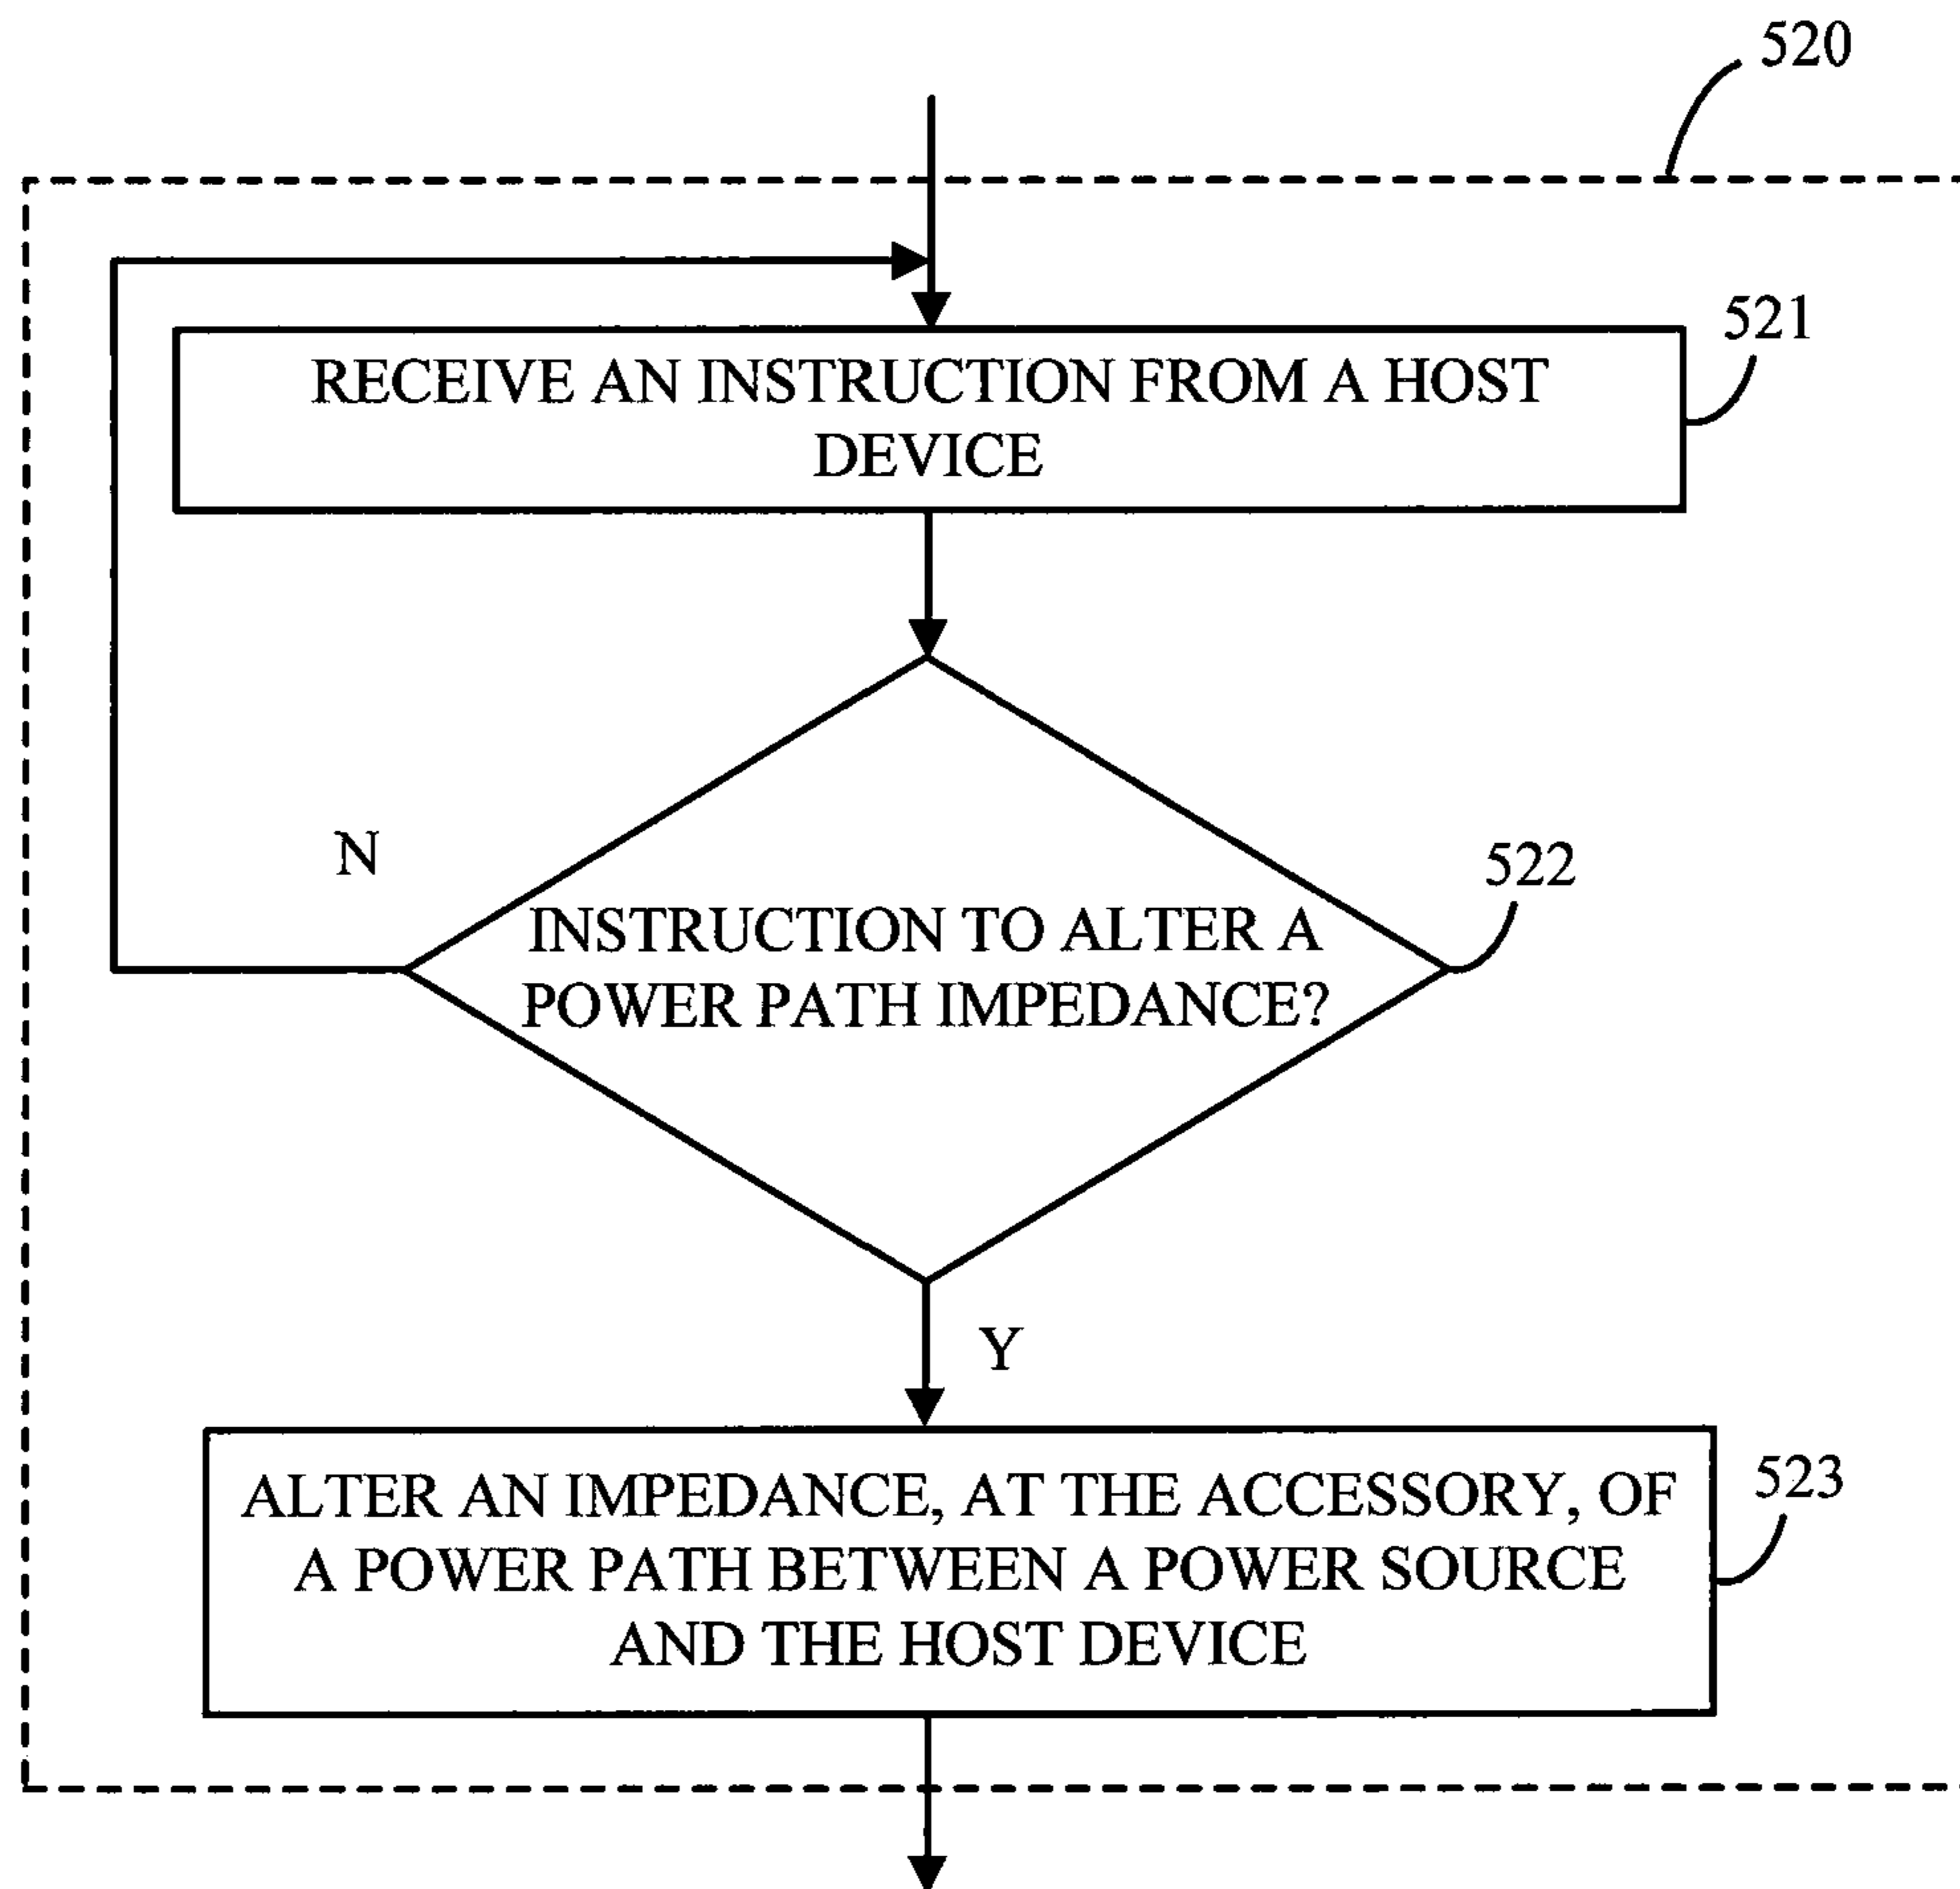 520
521
RECEIVE AN INSTRUCTION FROM A HOST
DEVICE
N
522
INSTRUCTION TO ALTER A
POWER PATH IMPEDANCE?
Y
523
ALTER AN IMPEDANCE, AT THE ACCESSORY, OF
A POWER PATH BETWEEN A POWER SOURCE
AND THE HOST DEVICE